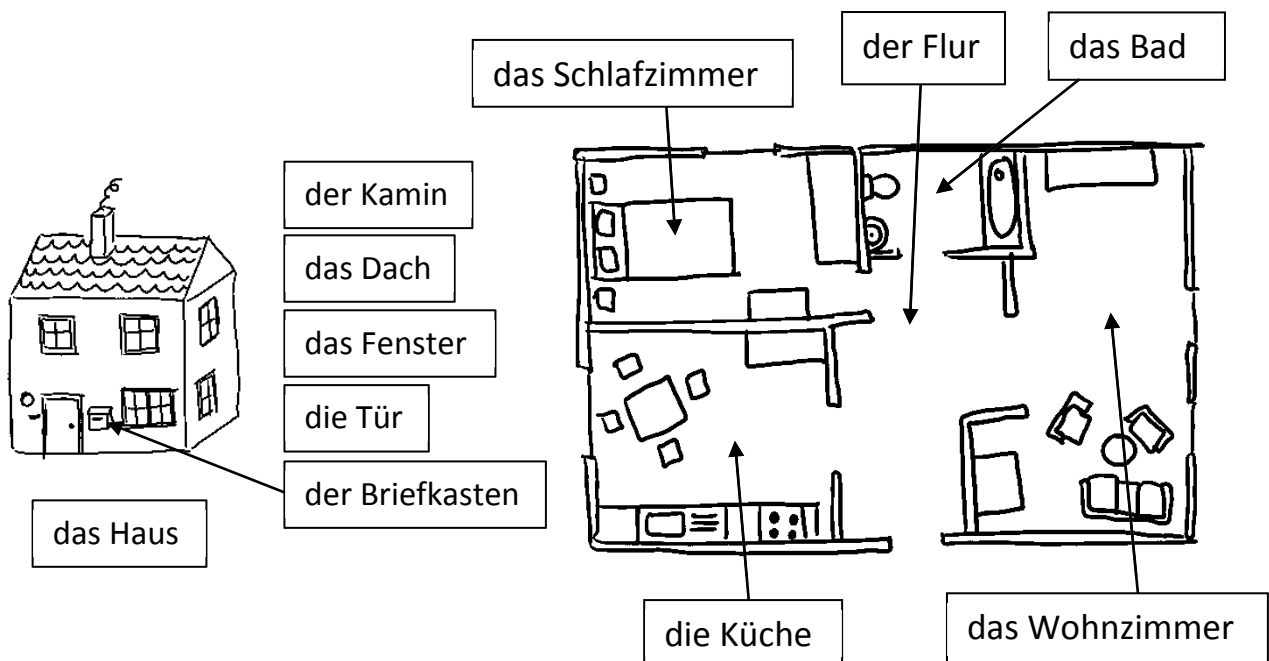 das Schlafzimmer
der Flur
das Bad
der Kamin
das Dach
das Fenster
die Tür
der Briefkasten
das Haus
die Küche
das Wohnzimmer